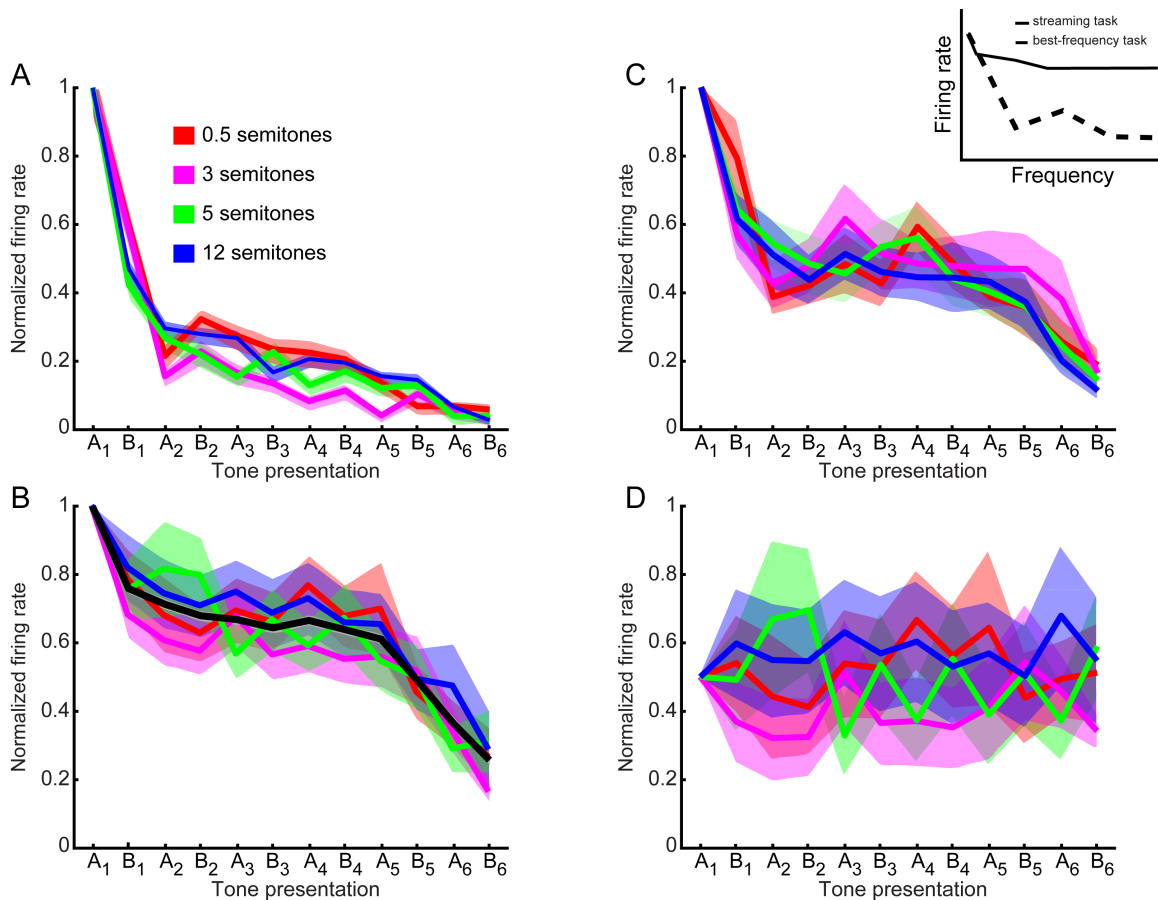 A
Normalized firing rate
1
0.8
0.6
0.4
0.2
0
0.5 semitones
3 semitones
5 semitones
12 semitones
A1 B1 A2 B2 A3 B3 A4 B4 A5 B5 A6 B6
Tone presentation
C
Normalized firing rate
1
0.8
0.6
0.4
0.2
0
streaming task
best-frequency task
Firing rate
Frequency
A1 B1 A2 B2 A3 B3 A4 B4 A5 B5 A6 B6
Tone presentation
B
Normalized firing rate
1
0.8
0.6
0.4
0.2
0
A1 B1 A2 B2 A3 B3 A4 B4 A5 B5 A6 B6
Tone presentation
D
Normalized firing rate
1
0.8
0.6
0.4
0.2
0
A1 B1 A2 B2 A3 B3 A4 B4 A5 B5 A6 B6
Tone presentation